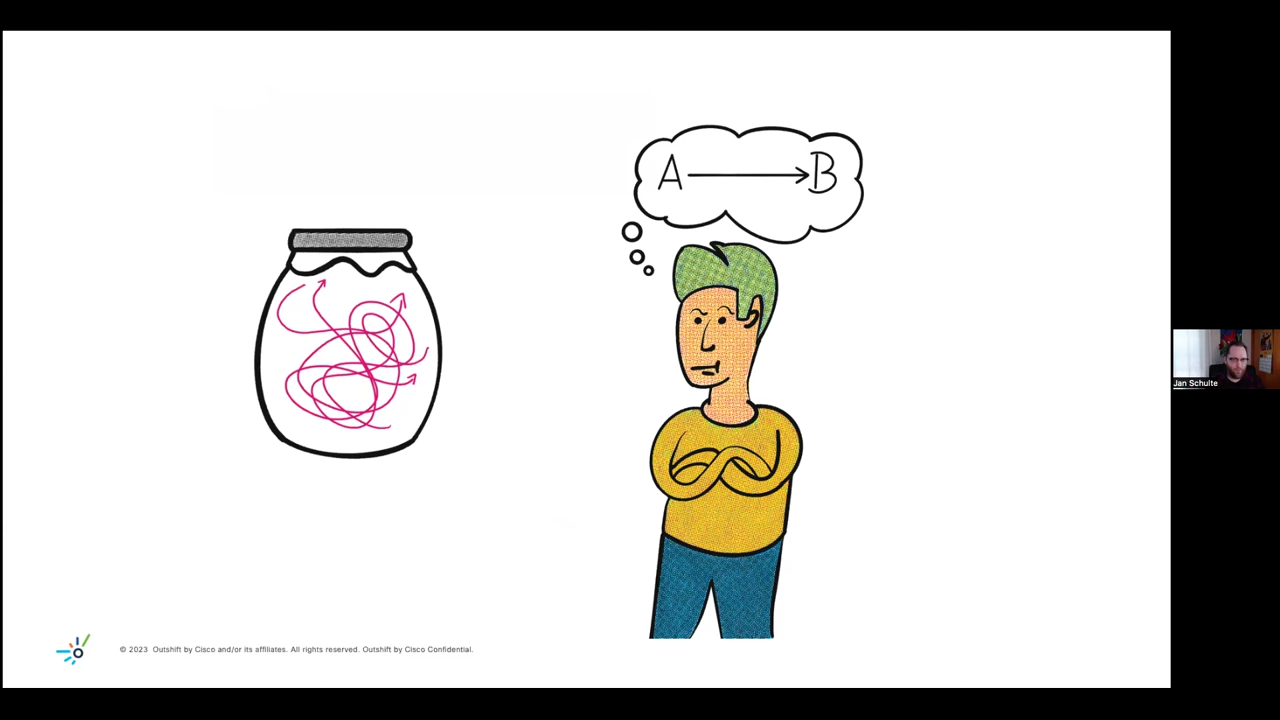 A B
Jan Schulte
© 2023 Outshift by Cisco and/or its affiliates. All rights reserved. Outshift by Cisco Confidential.